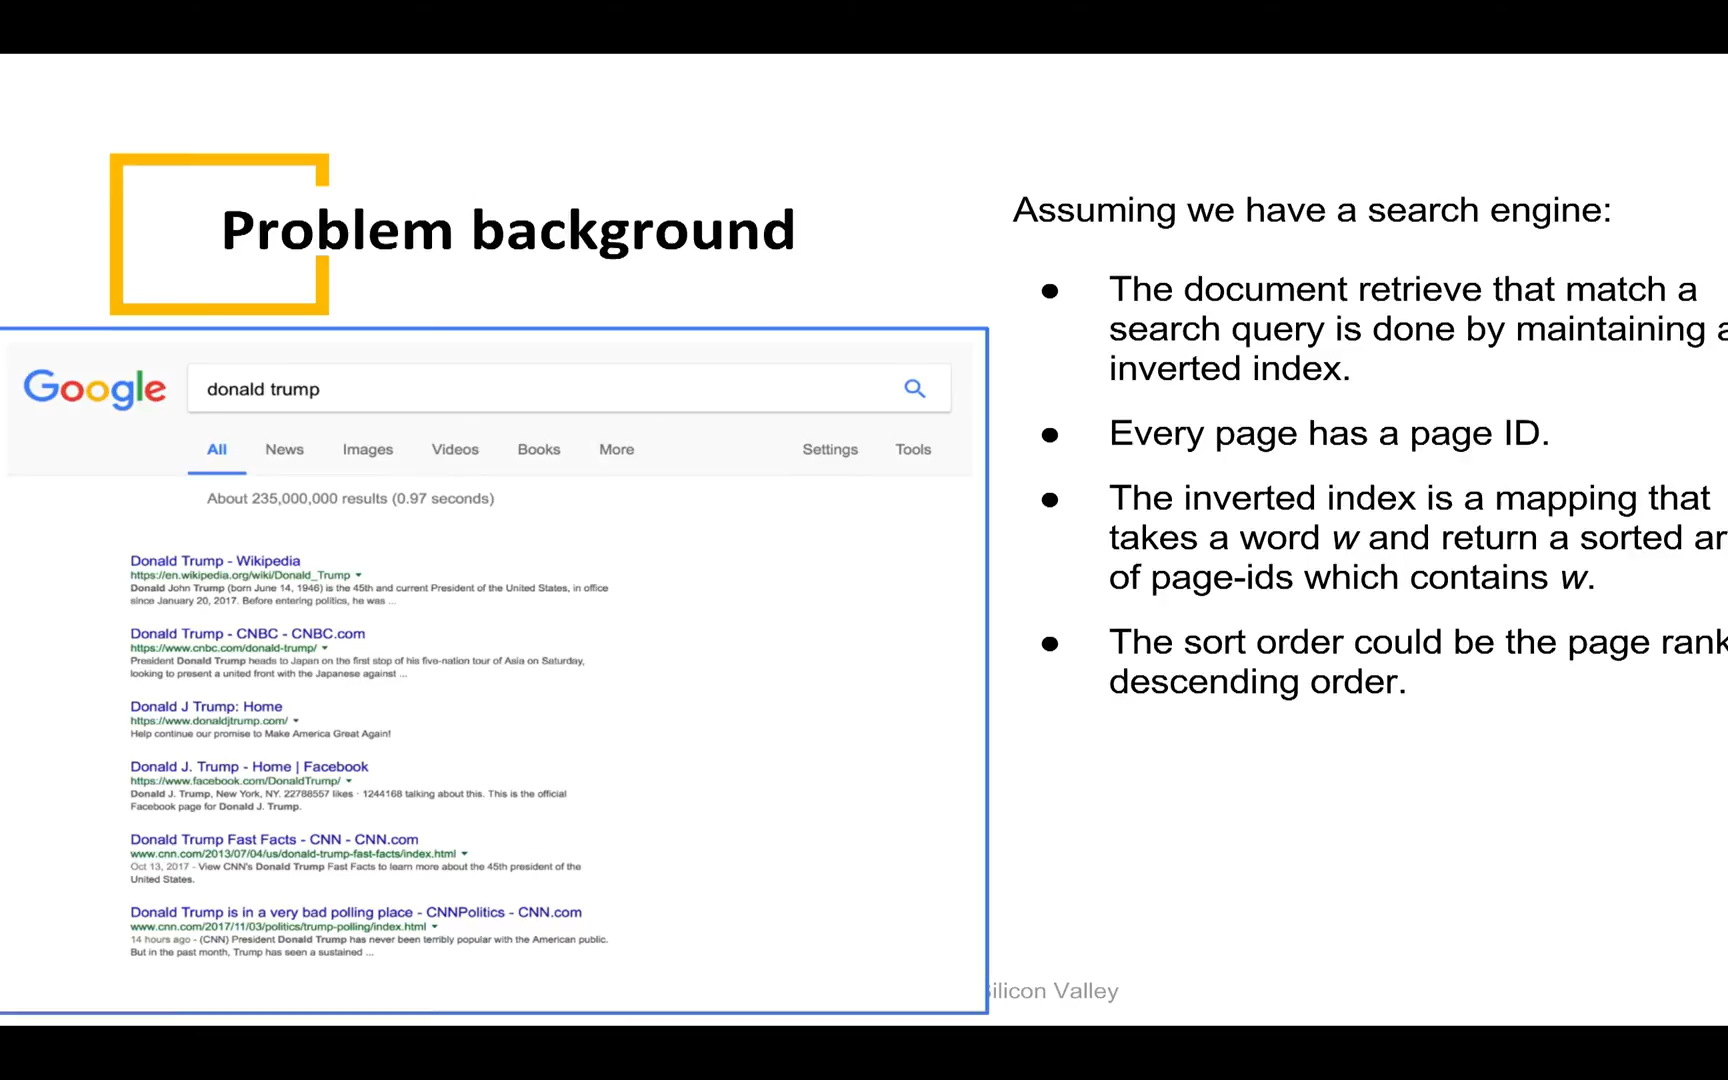 Problem background
Google
donald trump
All News Images Videos Books More Settings Tools
About 235,000,000 results (0.97 seconds)
Donald Trump - Wikipedia
https://en.wikipedia.org/wiki/Donald_Trump
Donald John Trump (born June 14, 1946) is the 45th and current President of the United States, in office
since January 20, 2017. Before entering politics, he was ...
Donald Trump - CNBC - CNBC.com
https://www.cnbc.com/donald-trump/
President Donald Trump heads to Japan on the first stop of his five-nation tour of Asia on Saturday,
looking to present a united front with the Japanese against ...
Donald J Trump: Home
https://www.donaldjtrump.com/
Help continue our promise to Make America Great Again!
Donald J. Trump - Home | Facebook
https://www.facebook.com/DonaldTrump/
Donald J. Trump, New York, NY. 22788557 likes · 1244168 talking about this. This is the official
Facebook page for Donald J. Trump.
Donald Trump Fast Facts - CNN - CNN.com
www.cnn.com/2013/07/04/us/donald-trump-fast-facts/index.html
Oct 13, 2017 - View CNN's Donald Trump Fast Facts to learn more about the 45th president of the
United States.
Donald Trump is in a very bad polling place - CNNPolitics - CNN.com
www.cnn.com/2017/11/03/politics/trump-polling/index.html
14 hours ago - (CNN) President Donald Trump has never been terribly popular with the American public.
But in the past month, Trump has seen a sustained ...
Assuming we have a search engine:
● The document retrieve that match a
search query is done by maintaining a
inverted index.
● Every page has a page ID.
● The inverted index is a mapping that
takes a word w and return a sorted ar
of page-ids which contains w.
● The sort order could be the page rank
descending order.
ilicon Valley